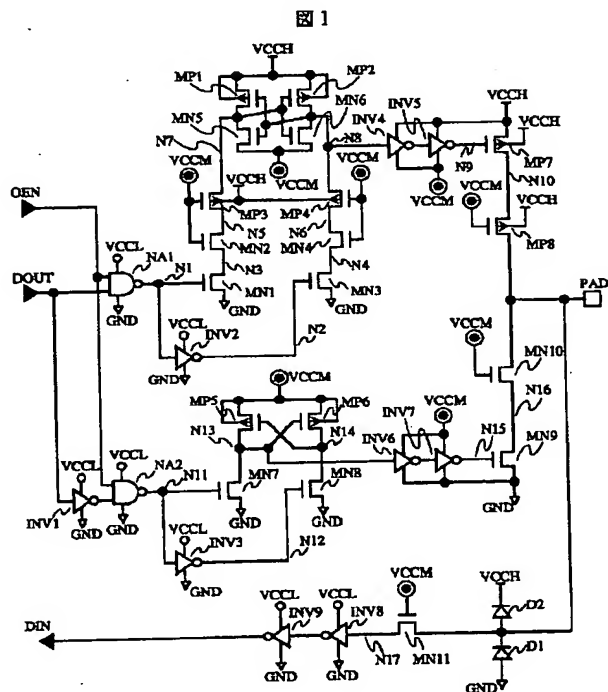 図 1
VCCH
MP1
MP2
VCCH
MN5
MN6
INV4
INV5
N7
N8
VCCH
N9
MP7
VCCM
VCCM
VCCH
VCCM
VCCM
N10
OEN
MP3
MP4
VCCH
N5
N6
MP8
VCCL
NA1
N1
MN2
MN4
N3
N4
DOUT
PAD
GND
MN1
MN3
VCCL
INV2
GND
GND
VCCM
N2
MN10
GND
VCCM
N16
MP5
MP6
VCCM
INV7
N13
N14
INV6
N15
VCCL
MN9
VCCL
NA2
N11
MN7
MN8
GND
GND
GND
INV1
GND
GND
VCCL
INV3
N12
GND
VCCM
VCCH
VCCL
INV9
VCCL
INV8
D2
DIN
D1
GND
GND
N17
MN11
GND